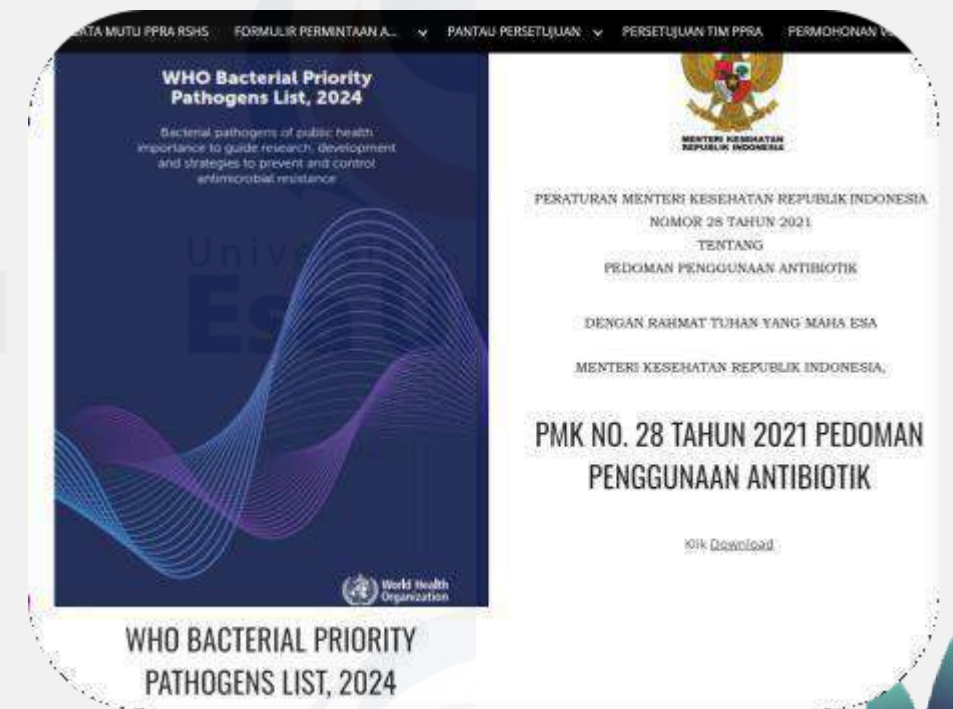 ATA MUTU PPRA RSHS FORMULIR PERMINTAAN A... PANTAU PERSETUJUAN PERSETUJUAN TIM PPRA PERMOHONAN
WHO Bacterial Priority
Pathogens List, 2024
Bacterial pathogens of public health
importance to guide research, development
and strategies to prevent and control
antimicrobial resistance
World Health
Organization
WHO BACTERIAL PRIORITY
PATHOGENS LIST, 2024
MENTERI KESEHATAN
REPUBLIK INDONESIA
PERATURAN MENTERI KESEHATAN REPUBLIK INDONESIA
NOMOR 28 TAHUN 2021
TENTANG
PEDOMAN PENGGUNAAN ANTIBIOTIK
DENGAN RAHMAT TUHAN YANG MAHA ESA
MENTERI KESEHATAN REPUBLIK INDONESIA,
PMK NO. 28 TAHUN 2021 PEDOMAN
PENGGUNAAN ANTIBIOTIK
Klik Download